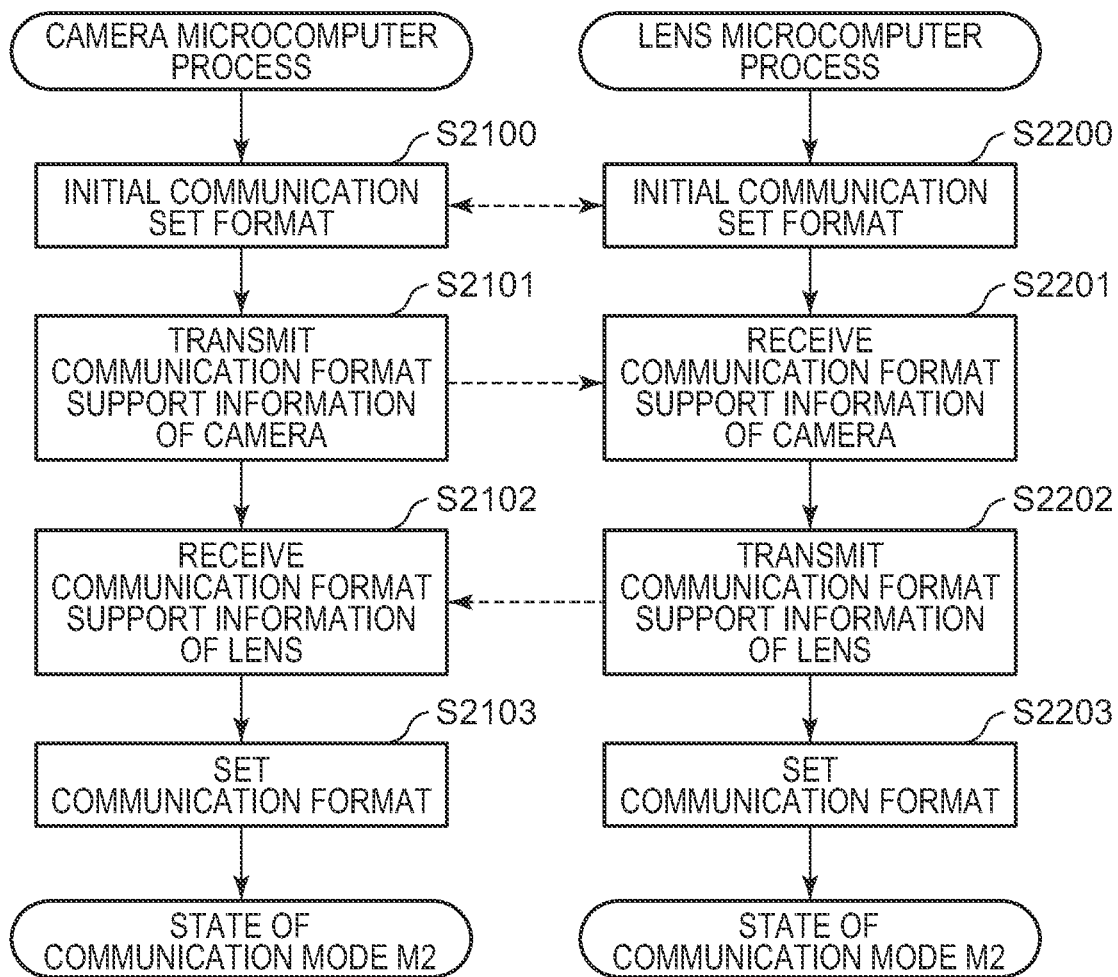 CAMERA MICROCOMPUTER
PROCESS
LENS MICROCOMPUTER
PROCESS
S2100
S2200
INITIAL COMMUNICATION
SET FORMAT
INITIAL COMMUNICATION
SET FORMAT
S2101
S2201
TRANSMIT
COMMUNICATION FORMAT
SUPPORT INFORMATION
OF CAMERA
RECEIVE
COMMUNICATION FORMAT
SUPPORT INFORMATION
OF CAMERA
S2102
S2202
RECEIVE
COMMUNICATION FORMAT
SUPPORT INFORMATION
OF LENS
TRANSMIT
COMMUNICATION FORMAT
SUPPORT INFORMATION
OF LENS
S2103
S2203
SET
COMMUNICATION FORMAT
SET
COMMUNICATION FORMAT
STATE OF
COMMUNICATION MODE M2
STATE OF
COMMUNICATION MODE M2